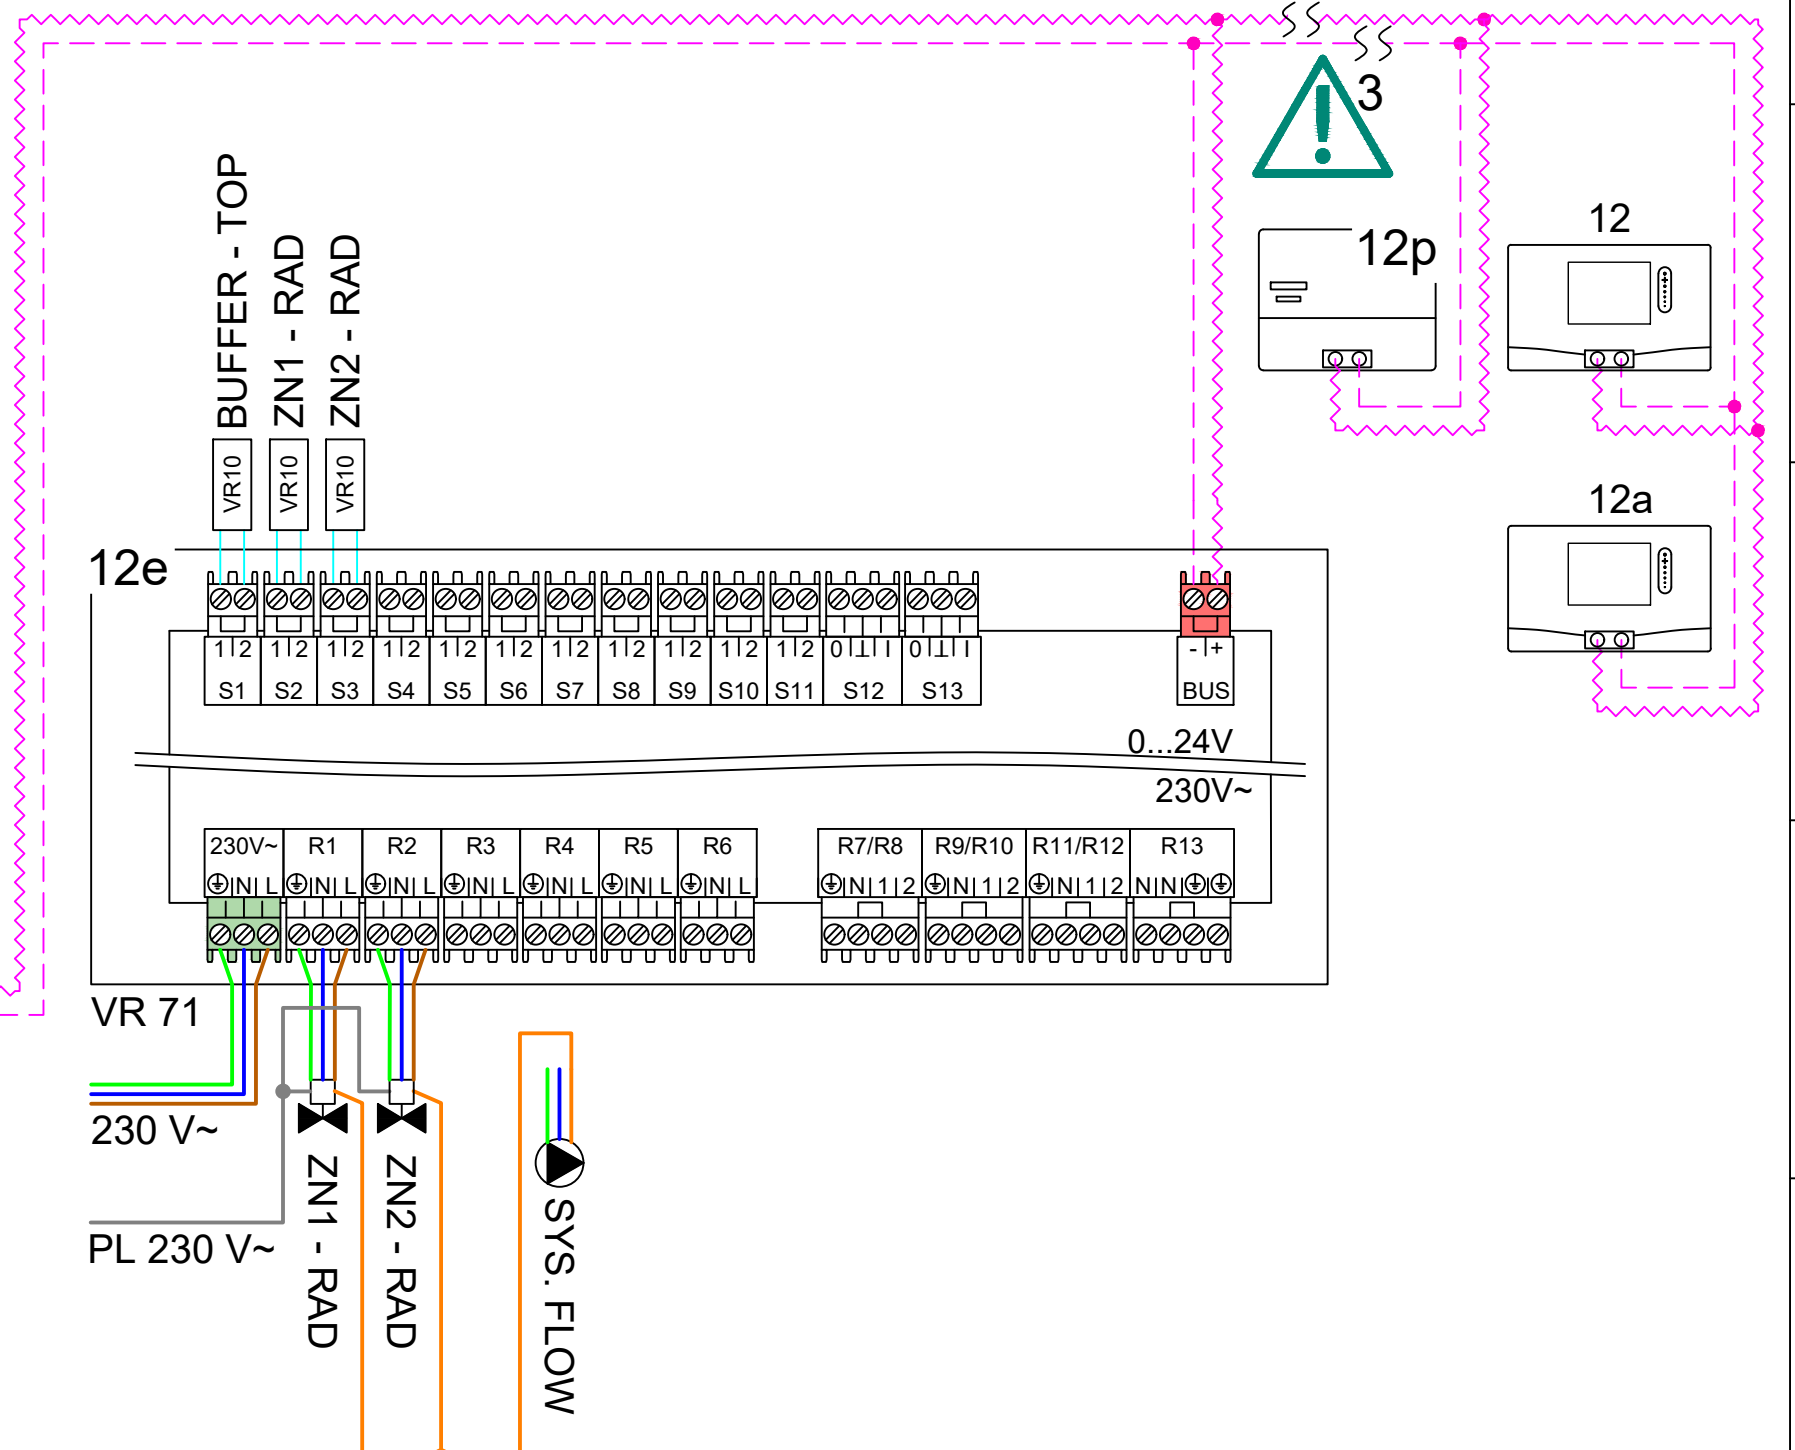 3
12p
12
12a
BUFFER - TOP
ZN1 - RAD
ZN2 - RAD
VR10
VR10
VR10
12e
1 2
1 2
1 2
1 2
1 2
1 2
1 2
1 2
1 2
1 2
1 2
0 ⊥ I
0 ⊥ I
- +
S1
S2
S3
S4
S5
S6
S7
S8
S9
S10
S11
S12
S13
BUS
0...24V
230V~
230V~
R1
R2
R3
R4
R5
R6
R7/R8
R9/R10
R11/R12
R13
N L
N L
N L
N L
N L
N L
N L
N 1 2
N 1 2
N 1 2
N N
VR 71
230 V~
PL 230 V~
ZN1 - RAD
ZN2 - RAD
SYS. FLOW